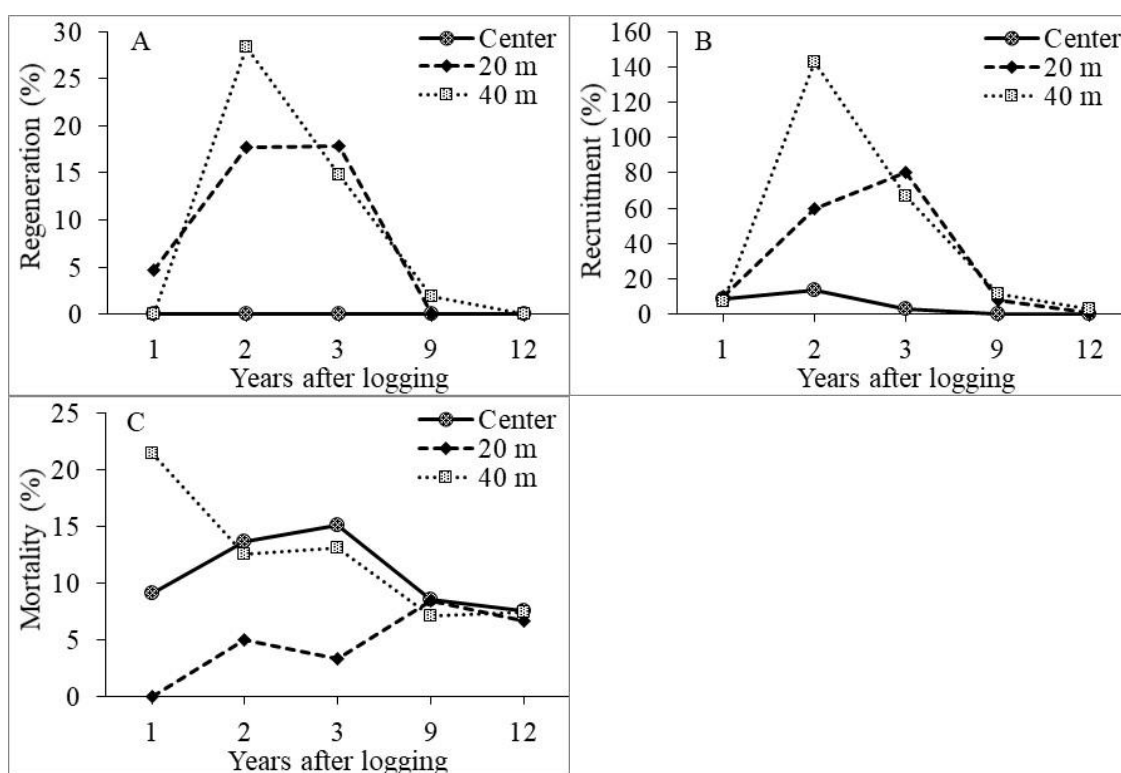 A
Center
20 m
40 m
Regeneration (%)
30
25
20
15
10
5
0
1 2 3 9 12
Years after logging
B
Center
20 m
40 m
Recruitment (%)
160
140
120
100
80
60
40
20
0
1 2 3 9 12
Years after logging
C
Center
20 m
40 m
Mortality (%)
25
20
15
10
5
0
1 2 3 9 12
Years after logging